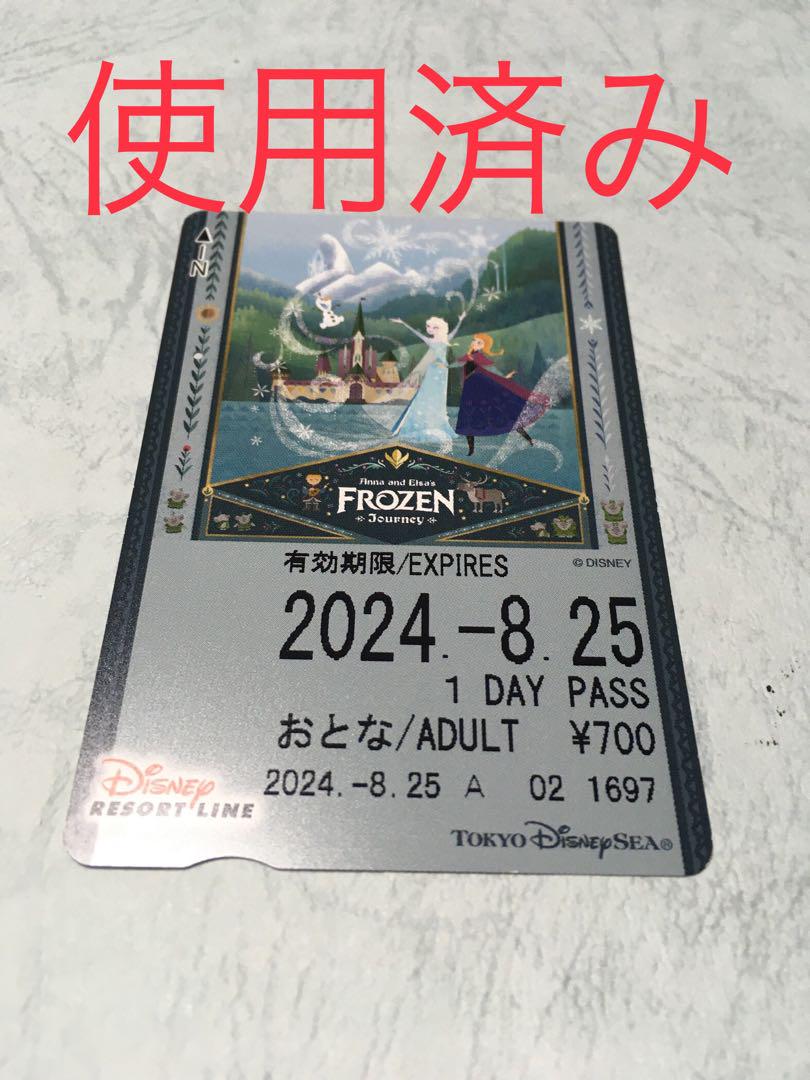 使用済み
▲IN
Anna and Elsa's
FROZEN
Journey
有効期限/EXPIRES
© DISNEY
2024.-8.25
1 DAY PASS
おとな/ADULT ¥700
2024.-8.25 A 02 1697
Disney
RESORT LINE
TOKYO DISNEYSEA®